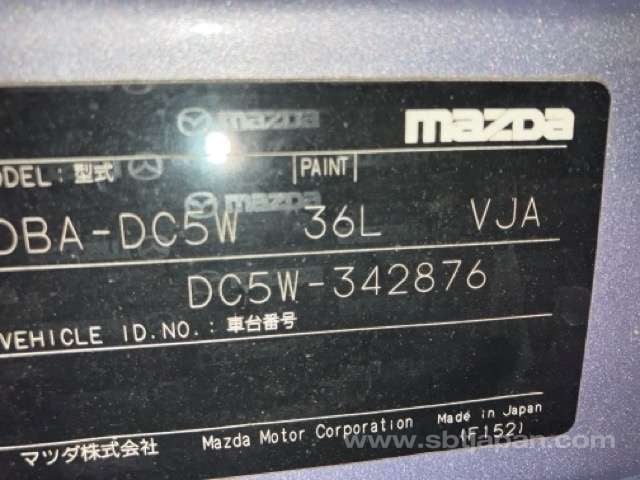 mazda mazda
ODEL: 型式 PAINT
mazda
DBA-DC5W 36L VJA
DC5W-342876
VEHICLE ID.NO.: 車台番号
マツダ株式会社 Mazda Motor Corporation Made in Japan
(F152)
www.sbtjapan.com